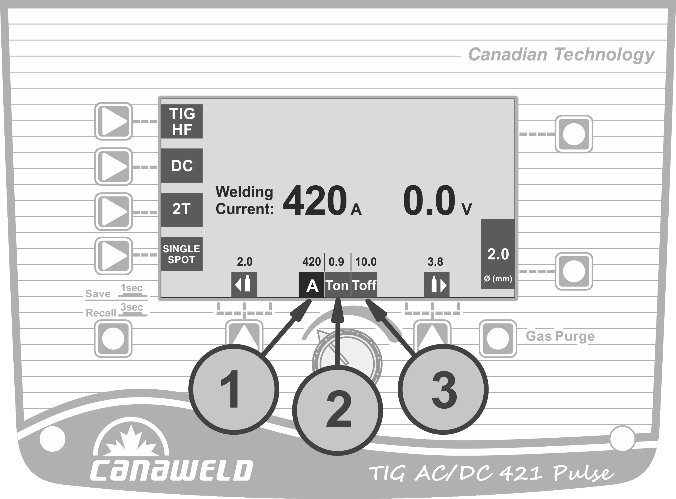 Canadian Technology
TIG
HF
DC
2T
SINGLE
SPOT
Welding
Current: 420 A 0.0 V
2.0 420 0.9 10.0 3.8
A Ton Toff
2.0
Ø (mm)
Save 1sec
Recall 3sec
Gas Purge
1 2 3
CANAWELD
TIG AC/DC 421 Pulse